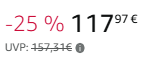 -25 % 117⁹⁷ €
UVP: 157,31€